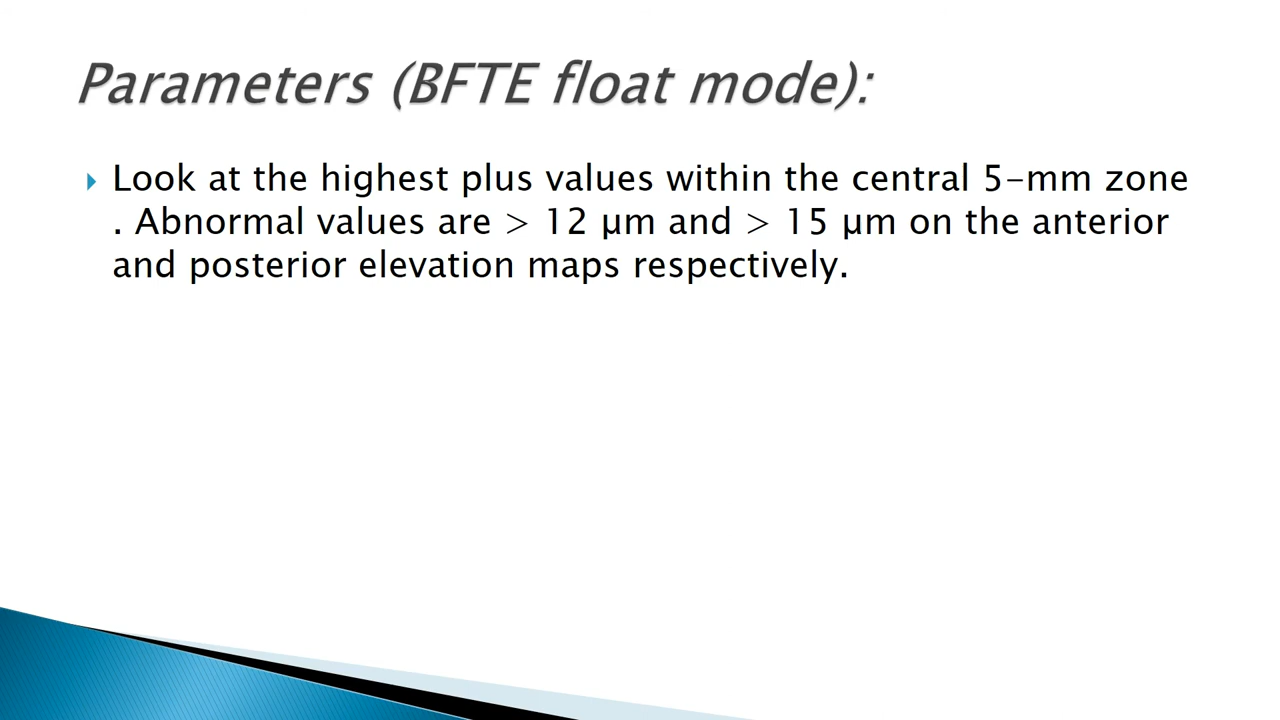 Parameters (BFTE float mode):
Look at the highest plus values within the central 5-mm zone
. Abnormal values are > 12 µm and > 15 µm on the anterior
and posterior elevation maps respectively.